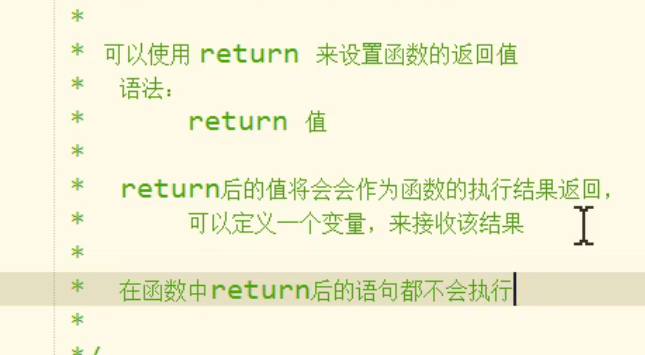 *
* 可以使用 return 来设置函数的返回值
* 语法：
* return 值
*
* return后的值将会会作为函数的执行结果返回，
* 可以定义一个变量，来接收该结果
*
* 在函数中return后的语句都不会执行
*
*/